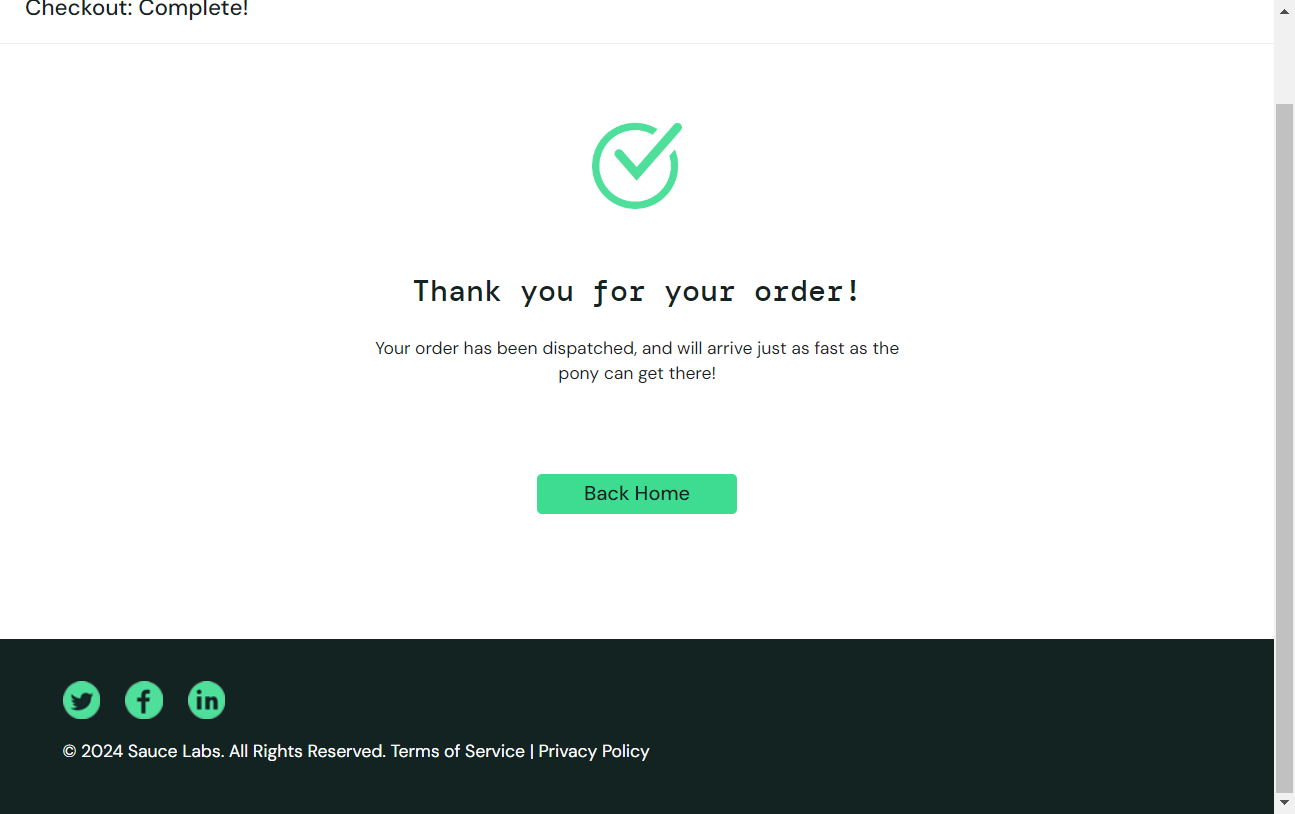 Checkout: Complete!
Thank you for your order!
Your order has been dispatched, and will arrive just as fast as the
pony can get there!
Back Home
© 2024 Sauce Labs. All Rights Reserved. Terms of Service | Privacy Policy